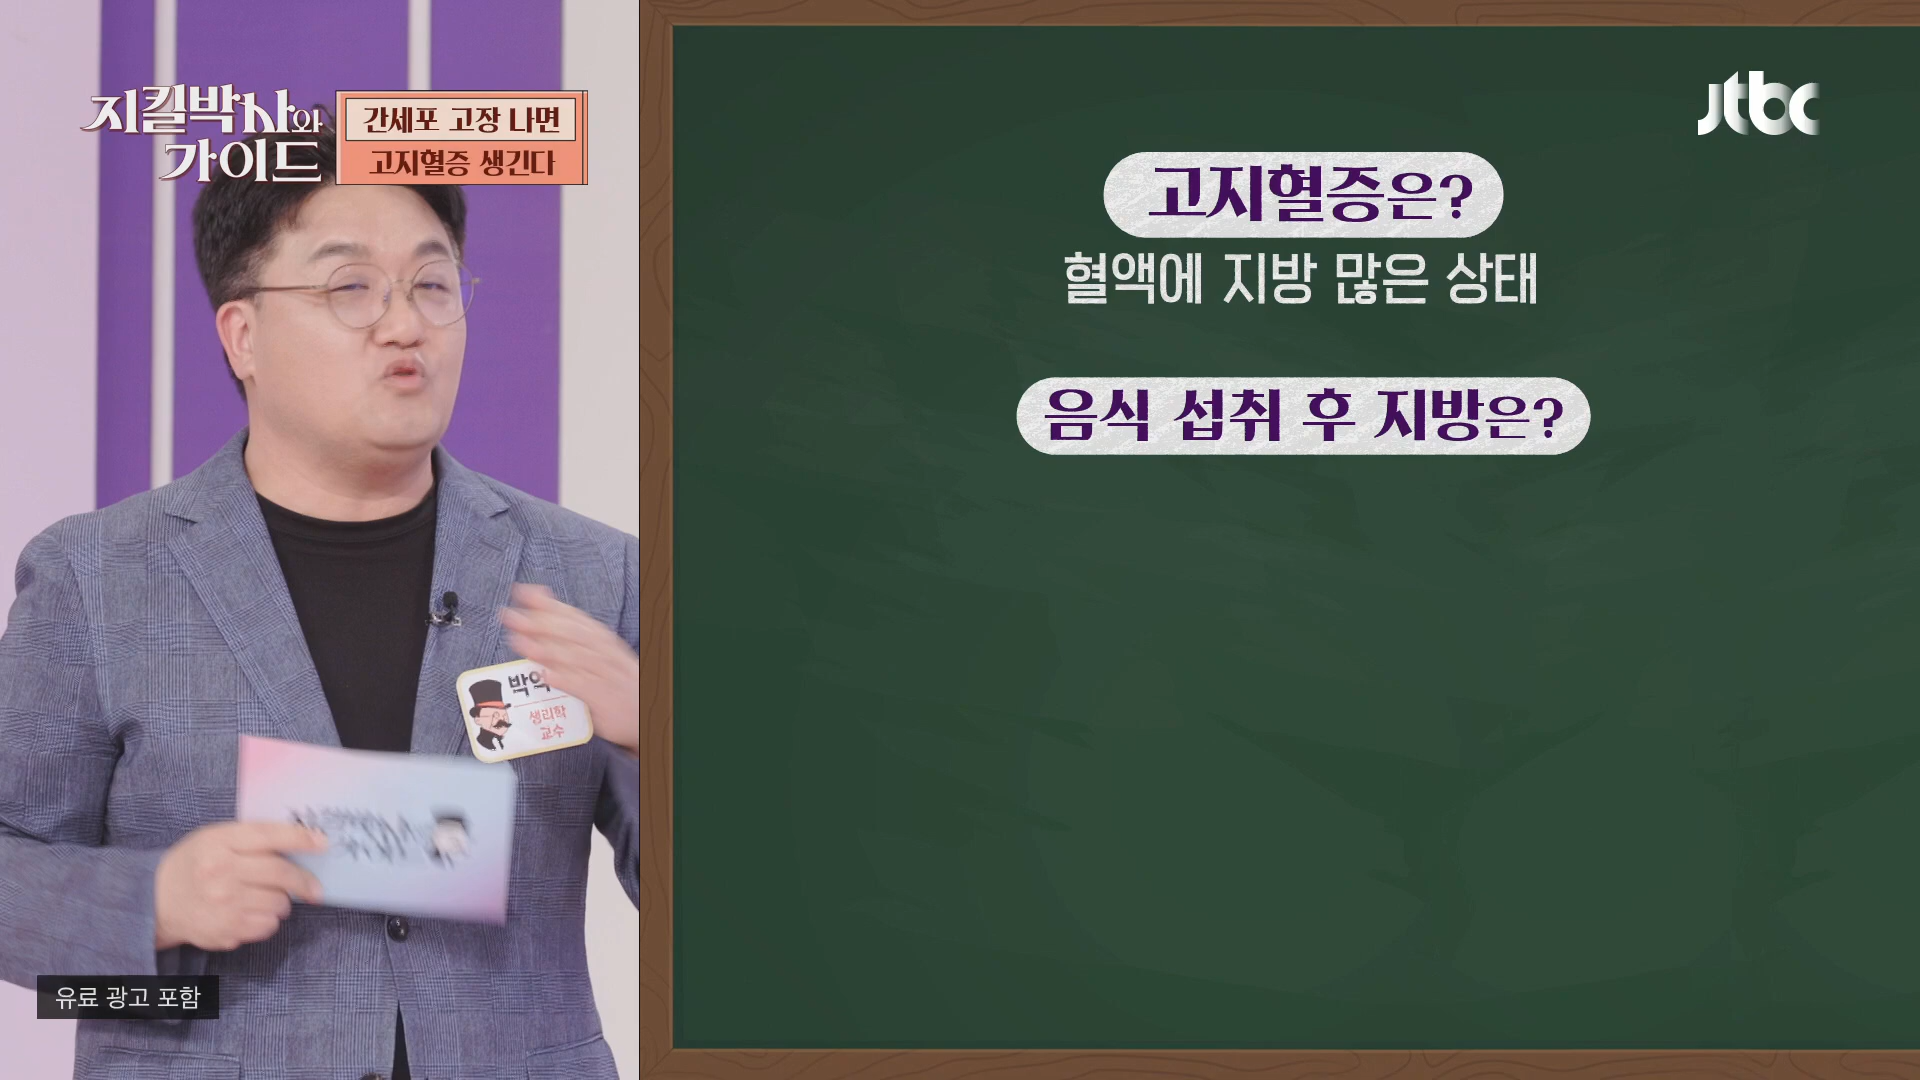 지킬박사와
가이드
간세포 고장 나면
고지혈증 생긴다
jtbc
고지혈증은?
혈액에 지방 많은 상태
음식 섭취 후 지방은?
생리학
교수
유료 광고 포함